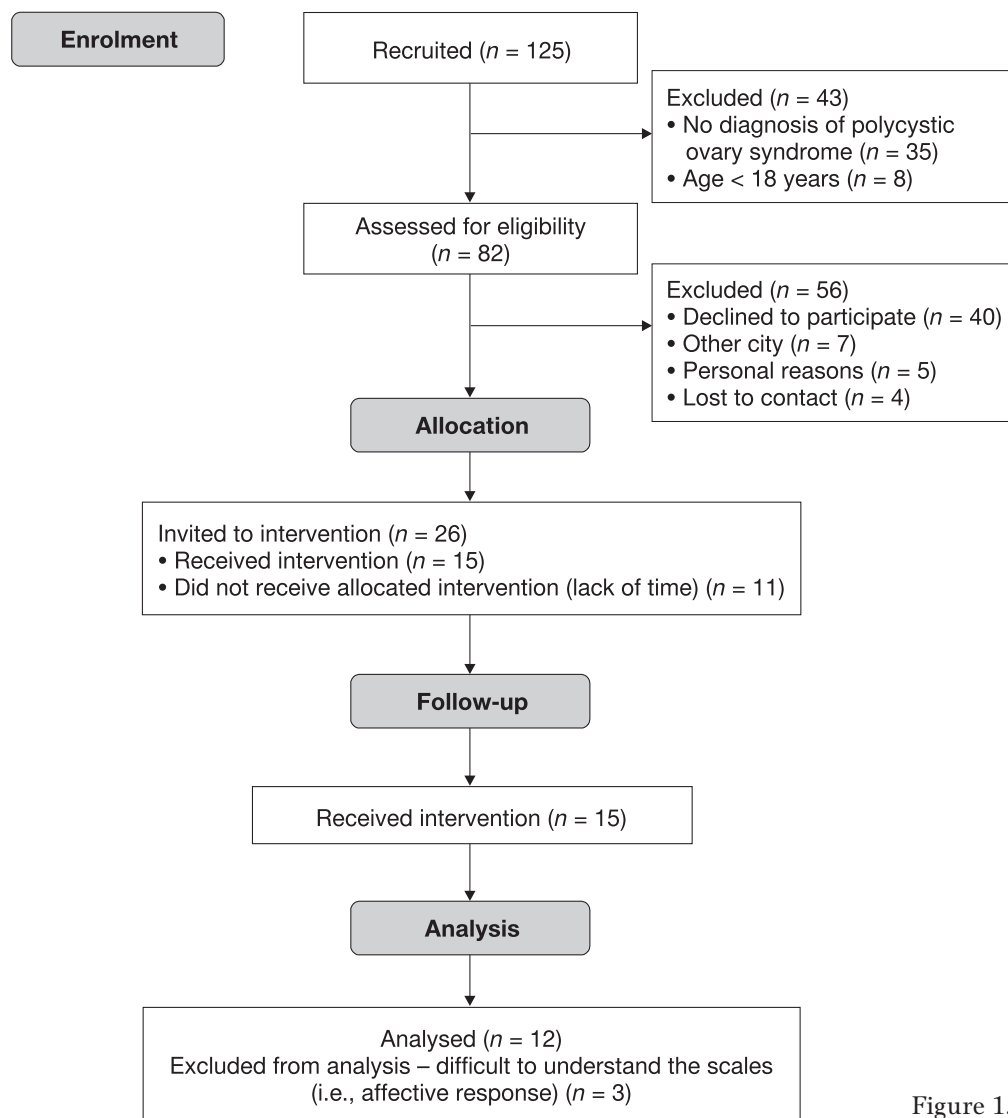 Enrolment
Recruited (n = 125)
Excluded (n = 43)
• No diagnosis of polycystic
ovary syndrome (n = 35)
• Age < 18 years (n = 8)
Assessed for eligibility
(n = 82)
Excluded (n = 56)
• Declined to participate (n = 40)
• Other city (n = 7)
• Personal reasons (n = 5)
• Lost to contact (n = 4)
Allocation
Invited to intervention (n = 26)
• Received intervention (n = 15)
• Did not receive allocated intervention (lack of time) (n = 11)
Follow-up
Received intervention (n = 15)
Analysis
Analysed (n = 12)
Excluded from analysis – difficult to understand the scales
(i.e., affective response) (n = 3)
Figure 1.